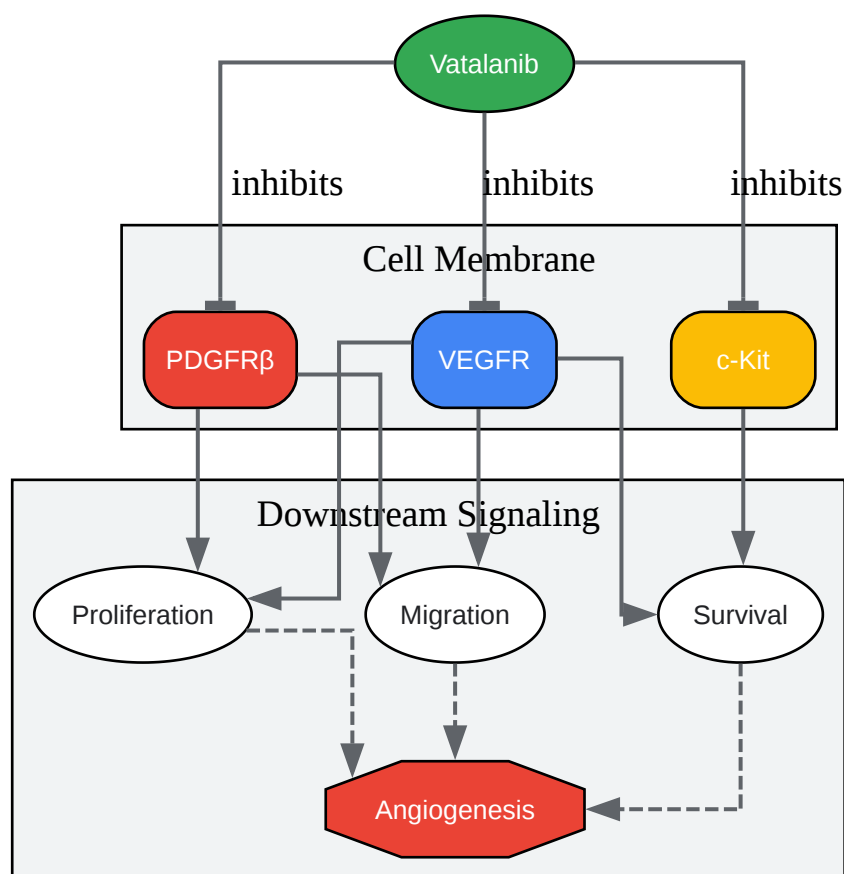 Vatalanib
inhibits
inhibits
inhibits
Cell Membrane
PDGFRβ
VEGFR
c-Kit
Downstream Signaling
Proliferation
Migration
Survival
Angiogenesis